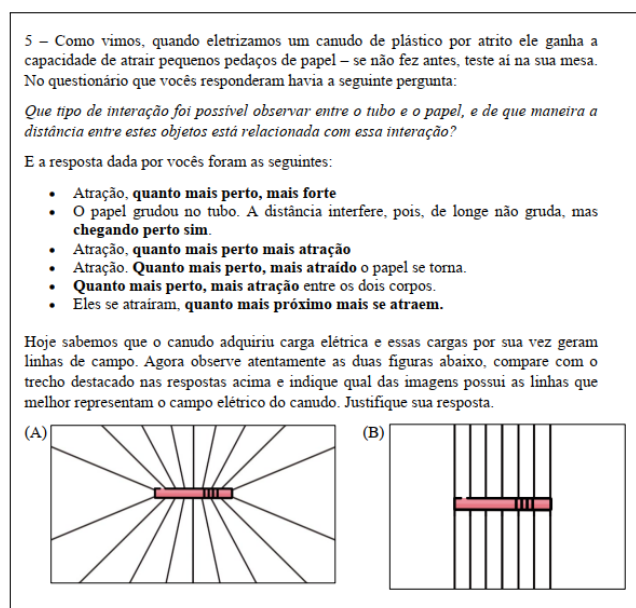 5 – Como vimos, quando eletrizamos um canudo de plástico por atrito ele ganha a
capacidade de atrair pequenos pedaços de papel – se não fez antes, teste aí na sua mesa.
No questionário que vocês responderam havia a seguinte pergunta:
Que tipo de interação foi possível observar entre o tubo e o papel, e de que maneira a
distância entre estes objetos está relacionada com essa interação?
E a resposta dada por vocês foram as seguintes:
• Atração, quanto mais perto, mais forte
• O papel grudou no tubo. A distância interfere, pois, de longe não gruda, mas
chegando perto sim.
• Atração, quanto mais perto mais atração
• Atração. Quanto mais perto, mais atraído o papel se torna.
• Quanto mais perto, mais atração entre os dois corpos.
• Eles se atraíram, quanto mais próximo mais se atraem.
Hoje sabemos que o canudo adquiriu carga elétrica e essas cargas por sua vez geram
linhas de campo. Agora observe atentamente as duas figuras abaixo, compare com o
trecho destacado nas respostas acima e indique qual das imagens possui as linhas que
melhor representam o campo elétrico do canudo. Justifique sua resposta.
(A)
(B)